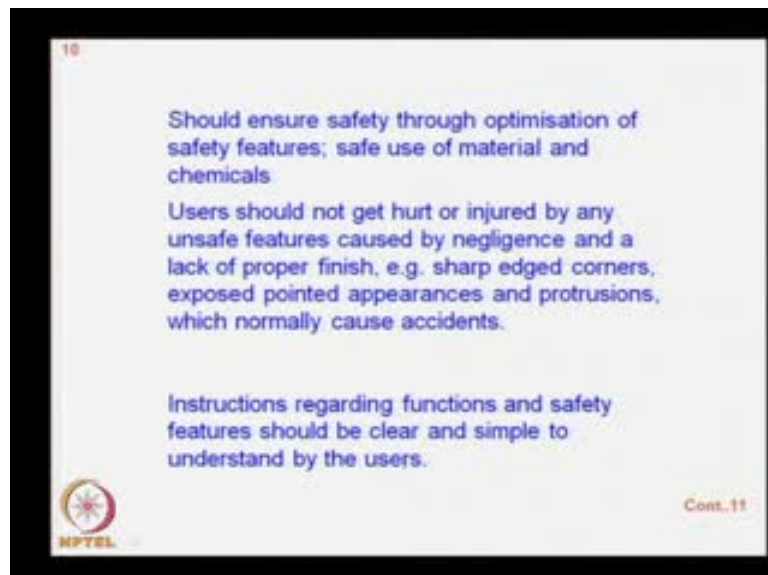 10
Should ensure safety through optimisation of
safety features; safe use of material and
chemicals
Users should not get hurt or injured by any
unsafe features caused by negligence and a
lack of proper finish, e.g. sharp edged corners,
exposed pointed appearances and protrusions,
which normally cause accidents.
Instructions regarding functions and safety
features should be clear and simple to
understand by the users.
Cont..11
NPTEL